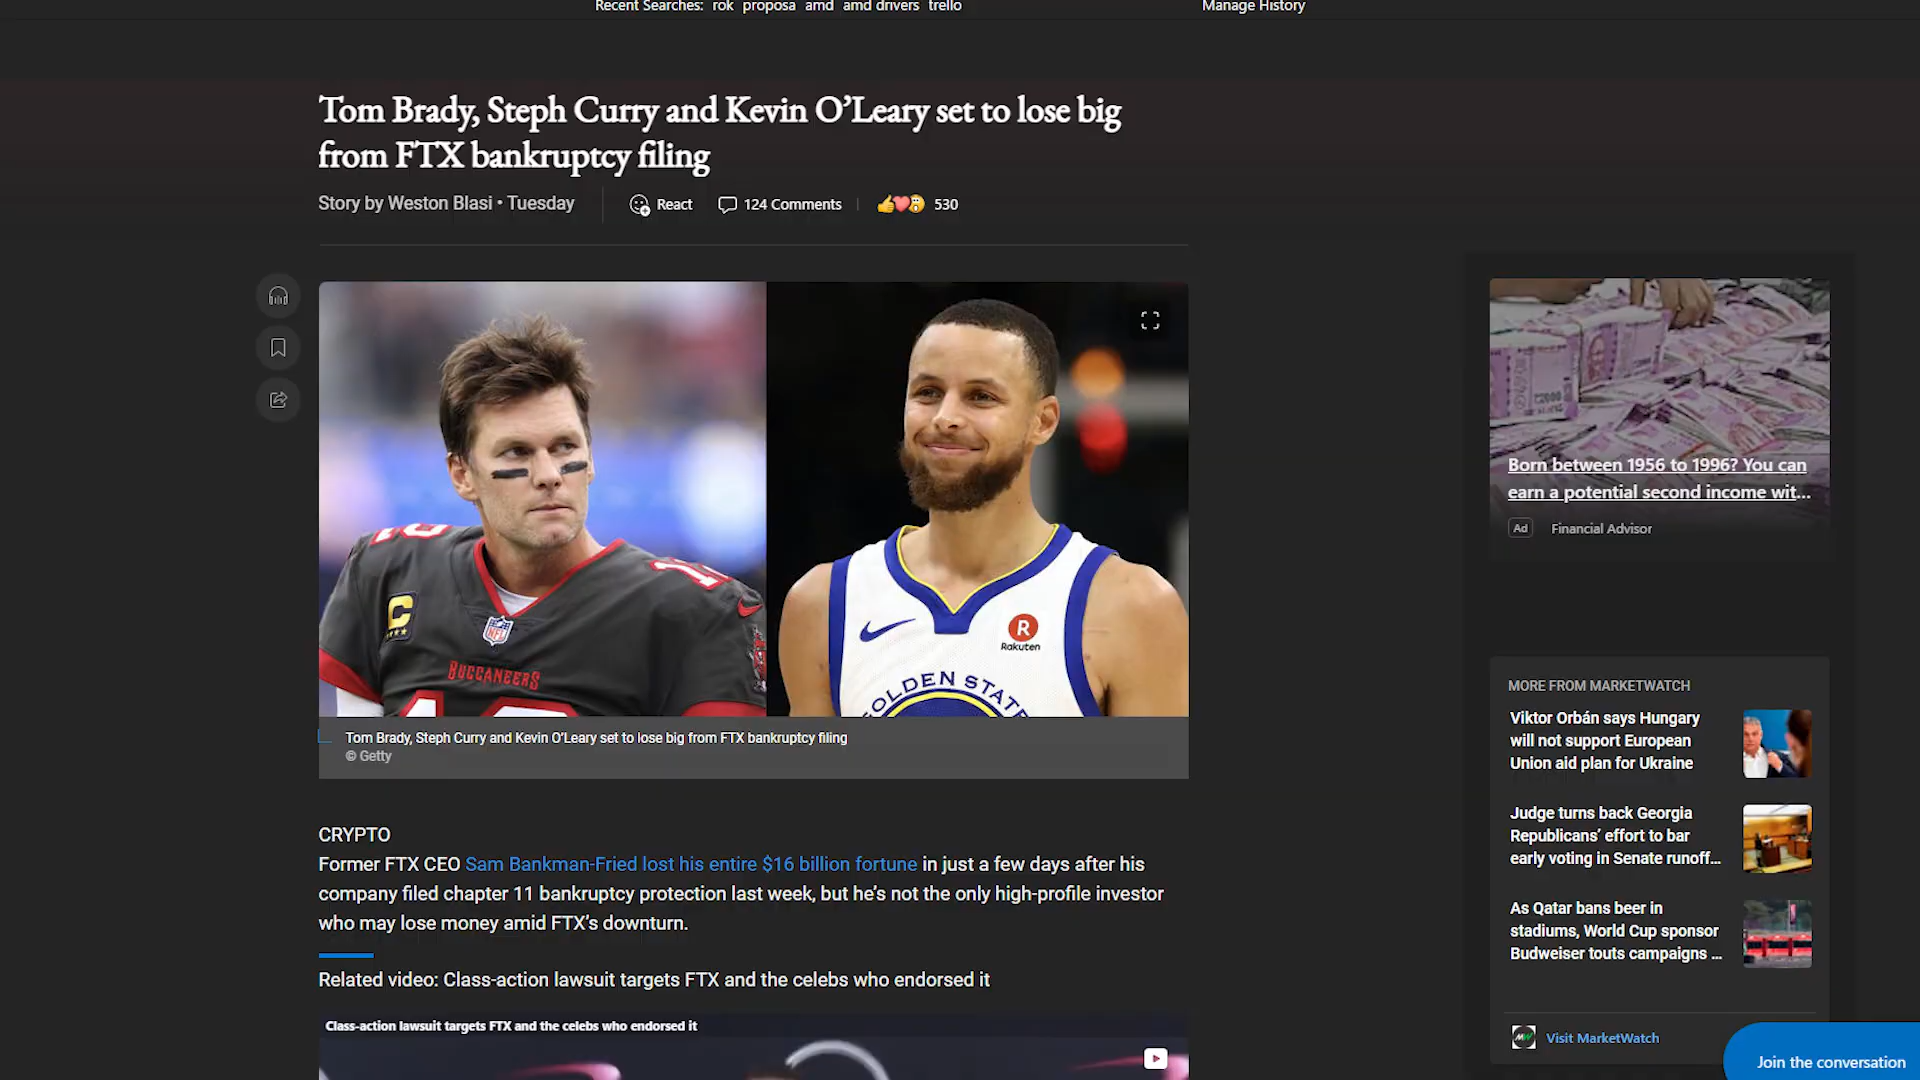 Recent Searches: rok proposa amd amd drivers trello
Manage History
Tom Brady, Steph Curry and Kevin O’Leary set to lose big
from FTX bankruptcy filing
Story by Weston Blasi • Tuesday
React
124 Comments
530
BUCCANEERS
NFL
C
R
Rakuten
GOLDEN STATE
Tom Brady, Steph Curry and Kevin O’Leary set to lose big from FTX bankruptcy filing
© Getty
CRYPTO
Former FTX CEO Sam Bankman-Fried lost his entire $16 billion fortune in just a few days after his
company filed chapter 11 bankruptcy protection last week, but he’s not the only high-profile investor
who may lose money amid FTX’s downturn.
Related video: Class-action lawsuit targets FTX and the celebs who endorsed it
Class-action lawsuit targets FTX and the celebs who endorsed it
Born between 1956 to 1996? You can
earn a potential second income wit...
Ad Financial Advisor
MORE FROM MARKETWATCH
Viktor Orbán says Hungary
will not support European
Union aid plan for Ukraine
Judge turns back Georgia
Republicans’ effort to bar
early voting in Senate runoff...
As Qatar bans beer in
stadiums, World Cup sponsor
Budweiser touts campaigns ...
Visit MarketWatch
Join the conversation